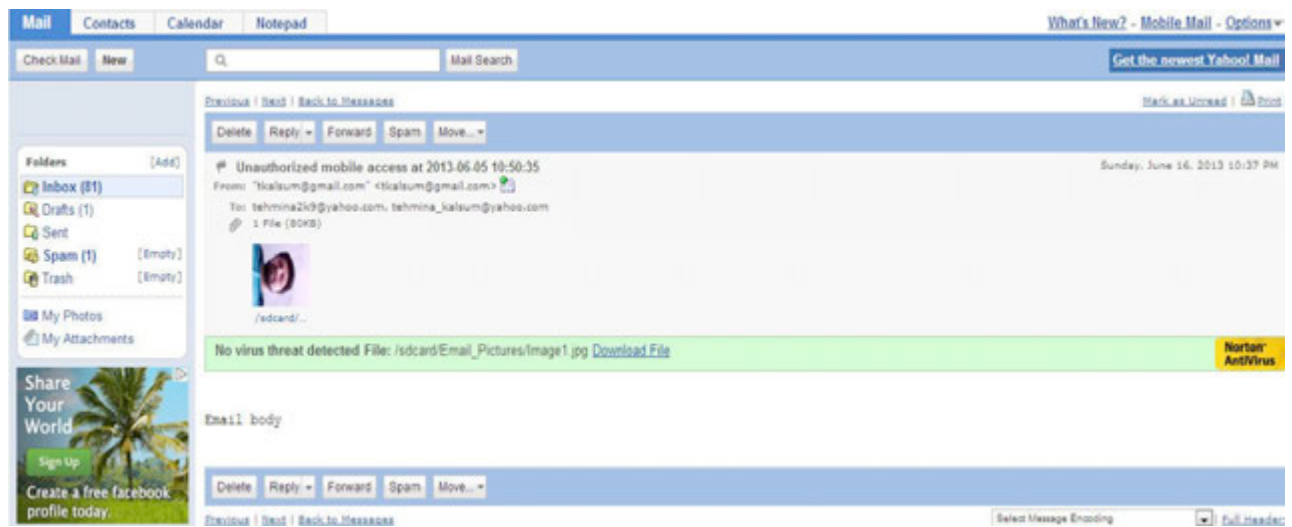 Mail Contacts Calendar Notepad What's New? - Mobile Mail - Options
Check Mail New Mail Search Get the newest Yahoo! Mail
Previous | Next | Back to Messages Mark as Unread | Print
Delete Reply Forward Spam Move...
Folders [Add]
Inbox (81)
Drafts (1)
Sent
Spam (1) [Empty]
Trash [Empty]
My Photos
My Attachments
Unauthorized mobile access at 2013-06-05 10:50:35 Sunday, June 16, 2013 10:37 PM
From: "tkalsum@gmail.com" <tkalsum@gmail.com>
To: tehmina2k9@yahoo.com, tehmina_kalsum@yahoo.com
1 File (80KB)
/sdcard/...
No virus threat detected File: /sdcard/Email_Pictures/Image1.jpg Download File Norton AntiVirus
Share
Your
World
Sign Up
Create a free facebook
profile today.
Email body
Delete Reply Forward Spam Move...
Previous | Next | Back to Messages Select Message Encoding | Full Header